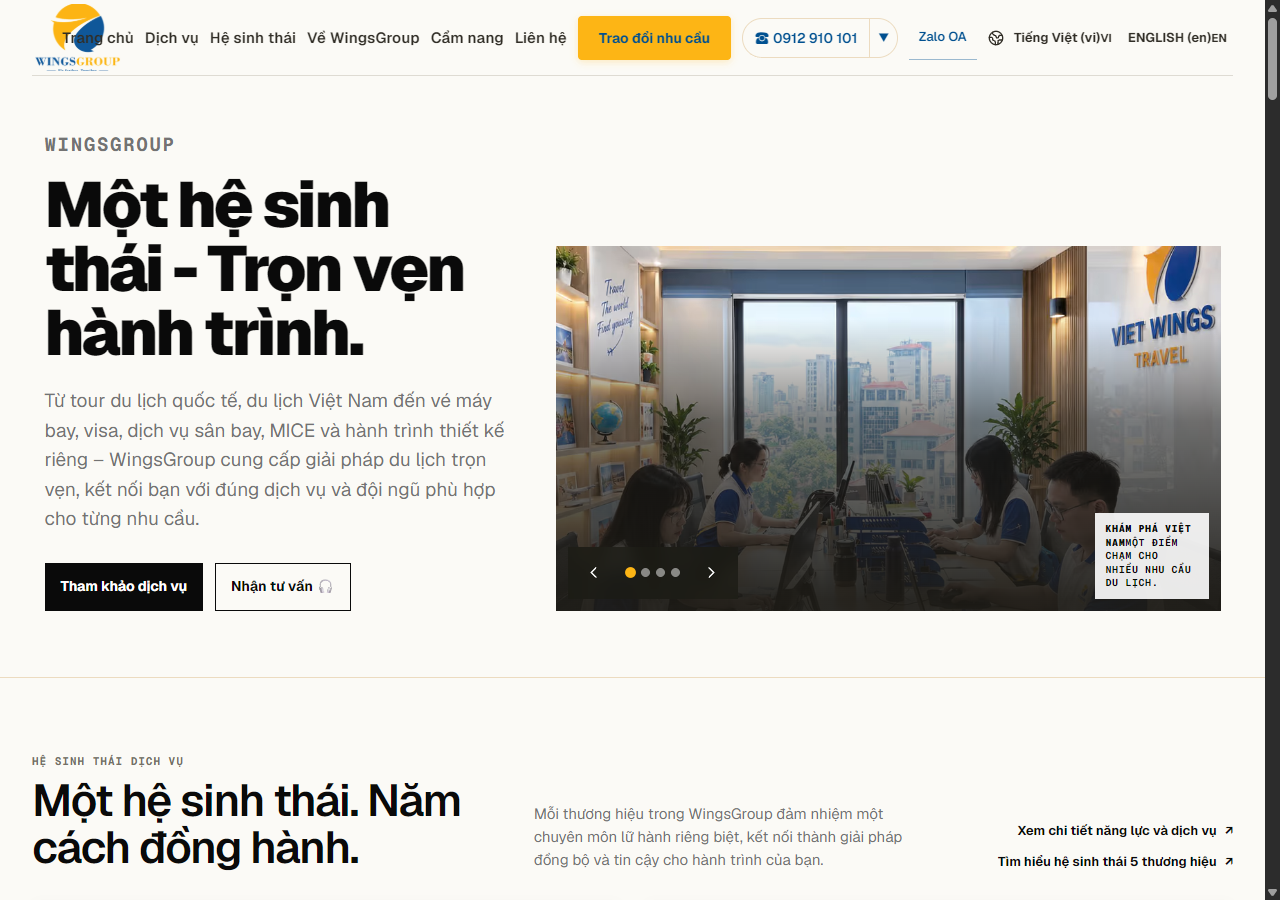 WINGSGROUP
Trang chủ Dịch vụ Hệ sinh thái Về WingsGroup Cẩm nang Liên hệ Trao đổi nhu cầu ☎ 0912 910 101 ▼ Zalo OA Tiếng Việt (vi)VI ENGLISH (en)EN
WINGSGROUP
Một hệ sinh
thái - Trọn vẹn
hành trình.
Từ tour du lịch quốc tế, du lịch Việt Nam đến vé máy
bay, visa, dịch vụ sân bay, MICE và hành trình thiết kế
riêng – WingsGroup cung cấp giải pháp du lịch trọn
vẹn, kết nối bạn với đúng dịch vụ và đội ngũ phù hợp
cho từng nhu cầu.
Tham khảo dịch vụ
Nhận tư vấn 🎧
Travel
The world
Find yourself
VIET WINGS
TRAVEL
KHÁM PHÁ VIỆT
NAMMỘT ĐIỂM
CHẠM CHO
NHIỀU NHU CẦU
DU LỊCH.
HỆ SINH THÁI DỊCH VỤ
Một hệ sinh thái. Năm
cách đồng hành.
Mỗi thương hiệu trong WingsGroup đảm nhiệm một
chuyên môn lữ hành riêng biệt, kết nối thành giải pháp
đồng bộ và tin cậy cho hành trình của bạn.
Xem chi tiết năng lực và dịch vụ ↗
Tìm hiểu hệ sinh thái 5 thương hiệu ↗